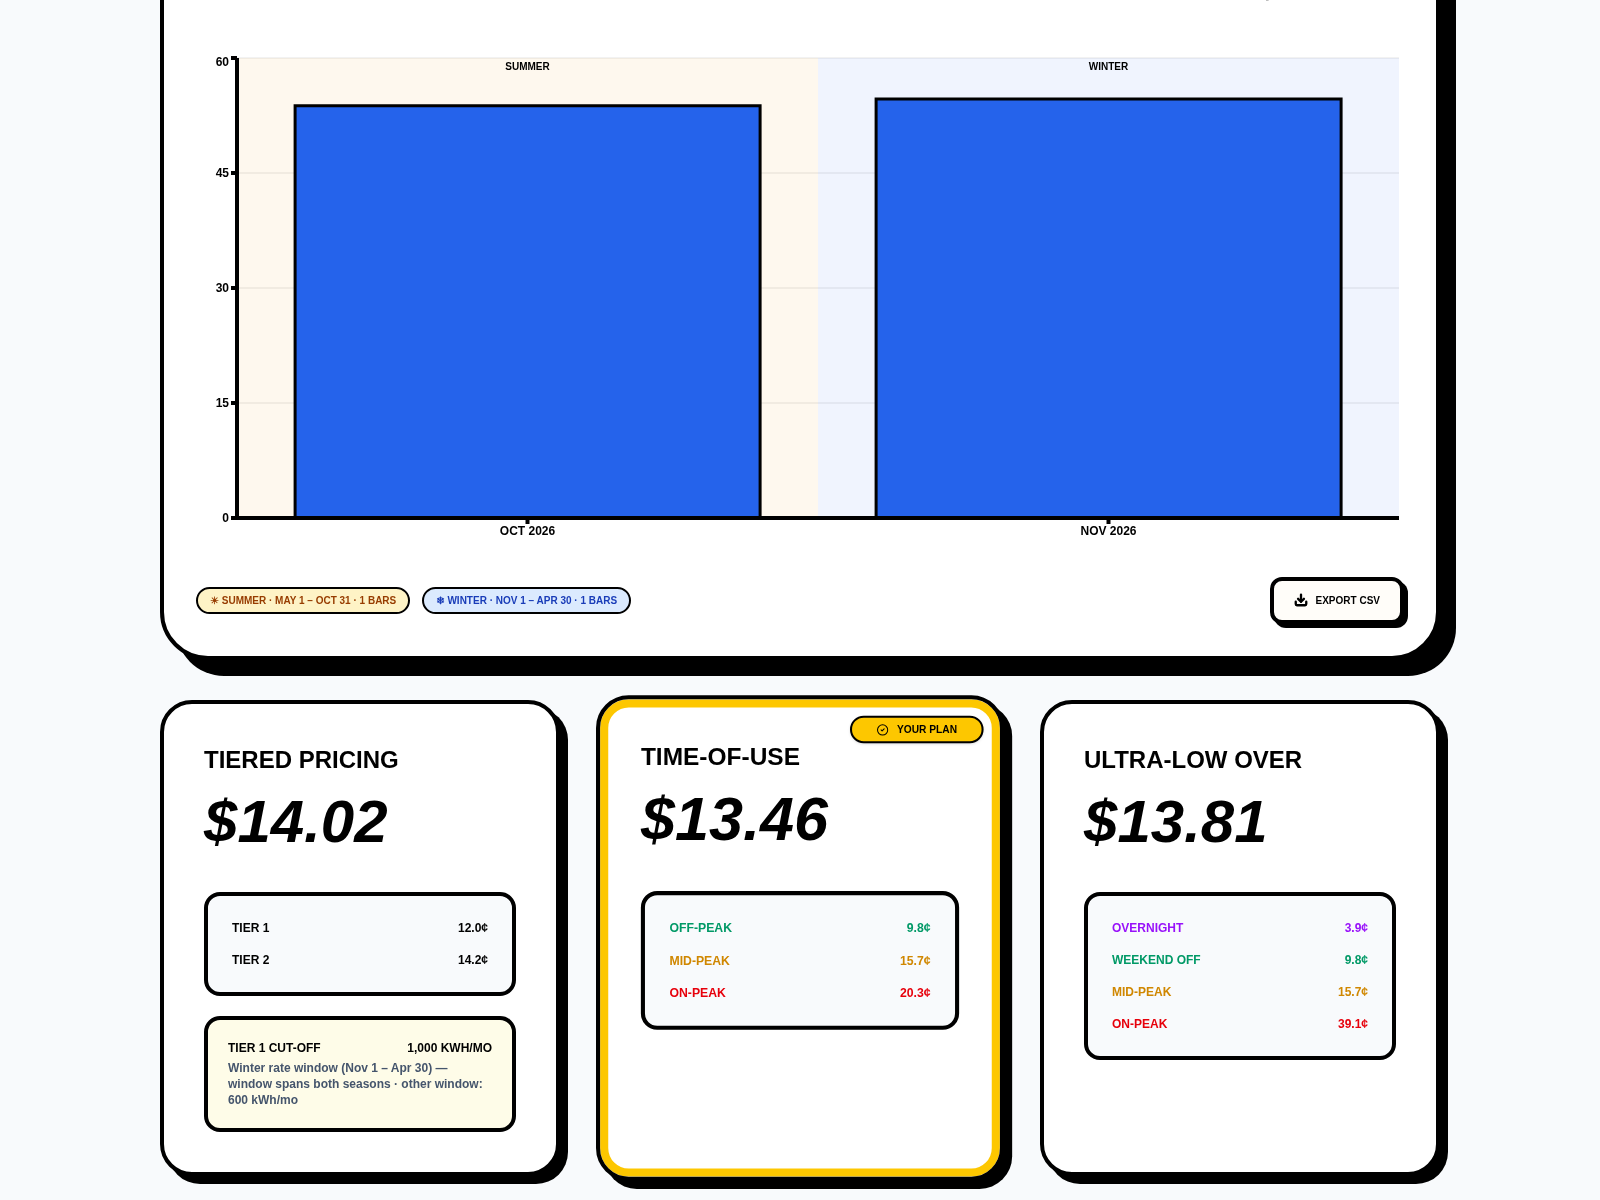 60
SUMMER
WINTER
45
30
15
0
OCT 2026
NOV 2026
☀ SUMMER · MAY 1 – OCT 31 · 1 BARS
❄ WINTER · NOV 1 – APR 30 · 1 BARS
EXPORT CSV
TIERED PRICING
$14.02
TIER 1 12.0¢
TIER 2 14.2¢
TIER 1 CUT-OFF 1,000 KWH/MO
Winter rate window (Nov 1 – Apr 30) —
window spans both seasons · other window:
600 kWh/mo
YOUR PLAN
TIME-OF-USE
$13.46
OFF-PEAK 9.8¢
MID-PEAK 15.7¢
ON-PEAK 20.3¢
ULTRA-LOW OVER
$13.81
OVERNIGHT 3.9¢
WEEKEND OFF 9.8¢
MID-PEAK 15.7¢
ON-PEAK 39.1¢